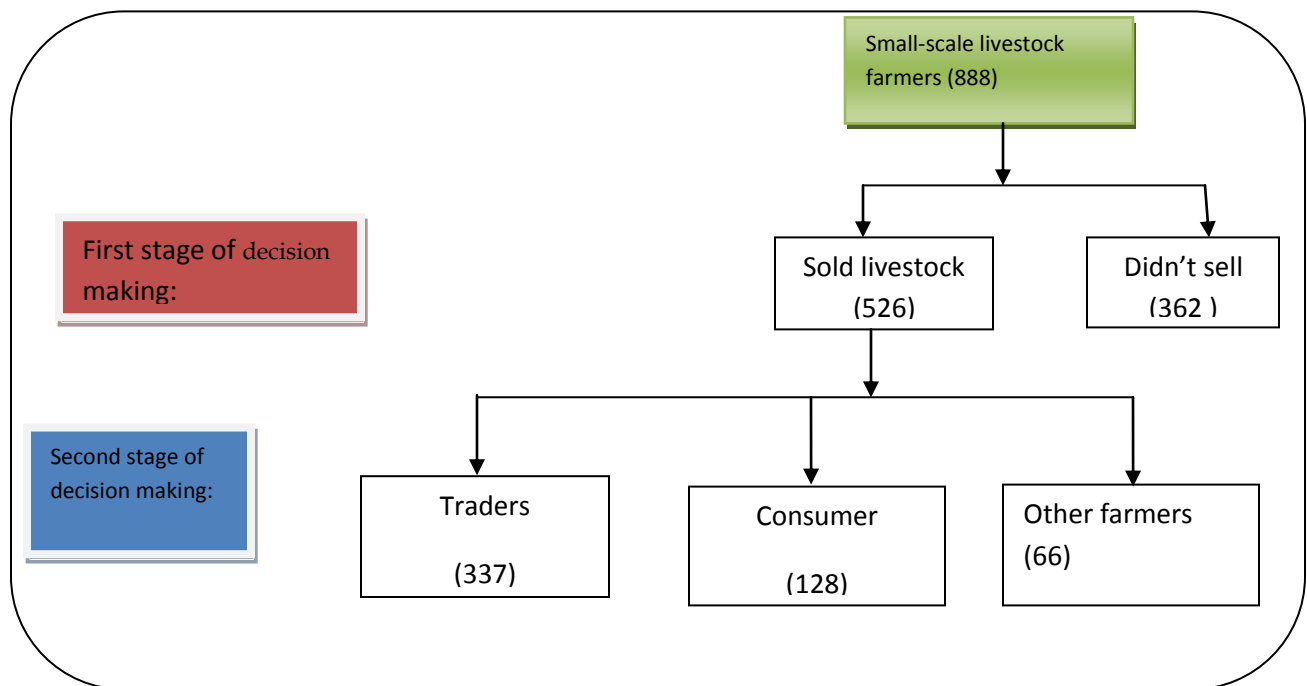 Small-scale livestock
farmers (888)
First stage of decision
making:
Sold livestock
(526)
Didn’t sell
(362 )
Second stage of
decision making:
Traders
(337)
Consumer
(128)
Other farmers
(66)